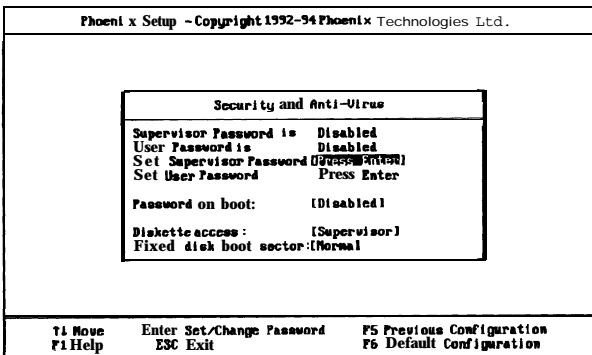 Phoenix Setup - Copyright 1992-94 Phoenix Technologies Ltd.
Security and Anti-Virus
Supervisor Password is Disabled
User Password is Disabled
Set Supervisor Password [Press Enter]
Set User Password Press Enter
Password on boot: [Disabled]
Diskette access: [Supervisor]
Fixed disk boot sector:[Normal
↑↓ Move Enter Set/Change Password F5 Previous Configuration
F1 Help ESC Exit F6 Default Configuration